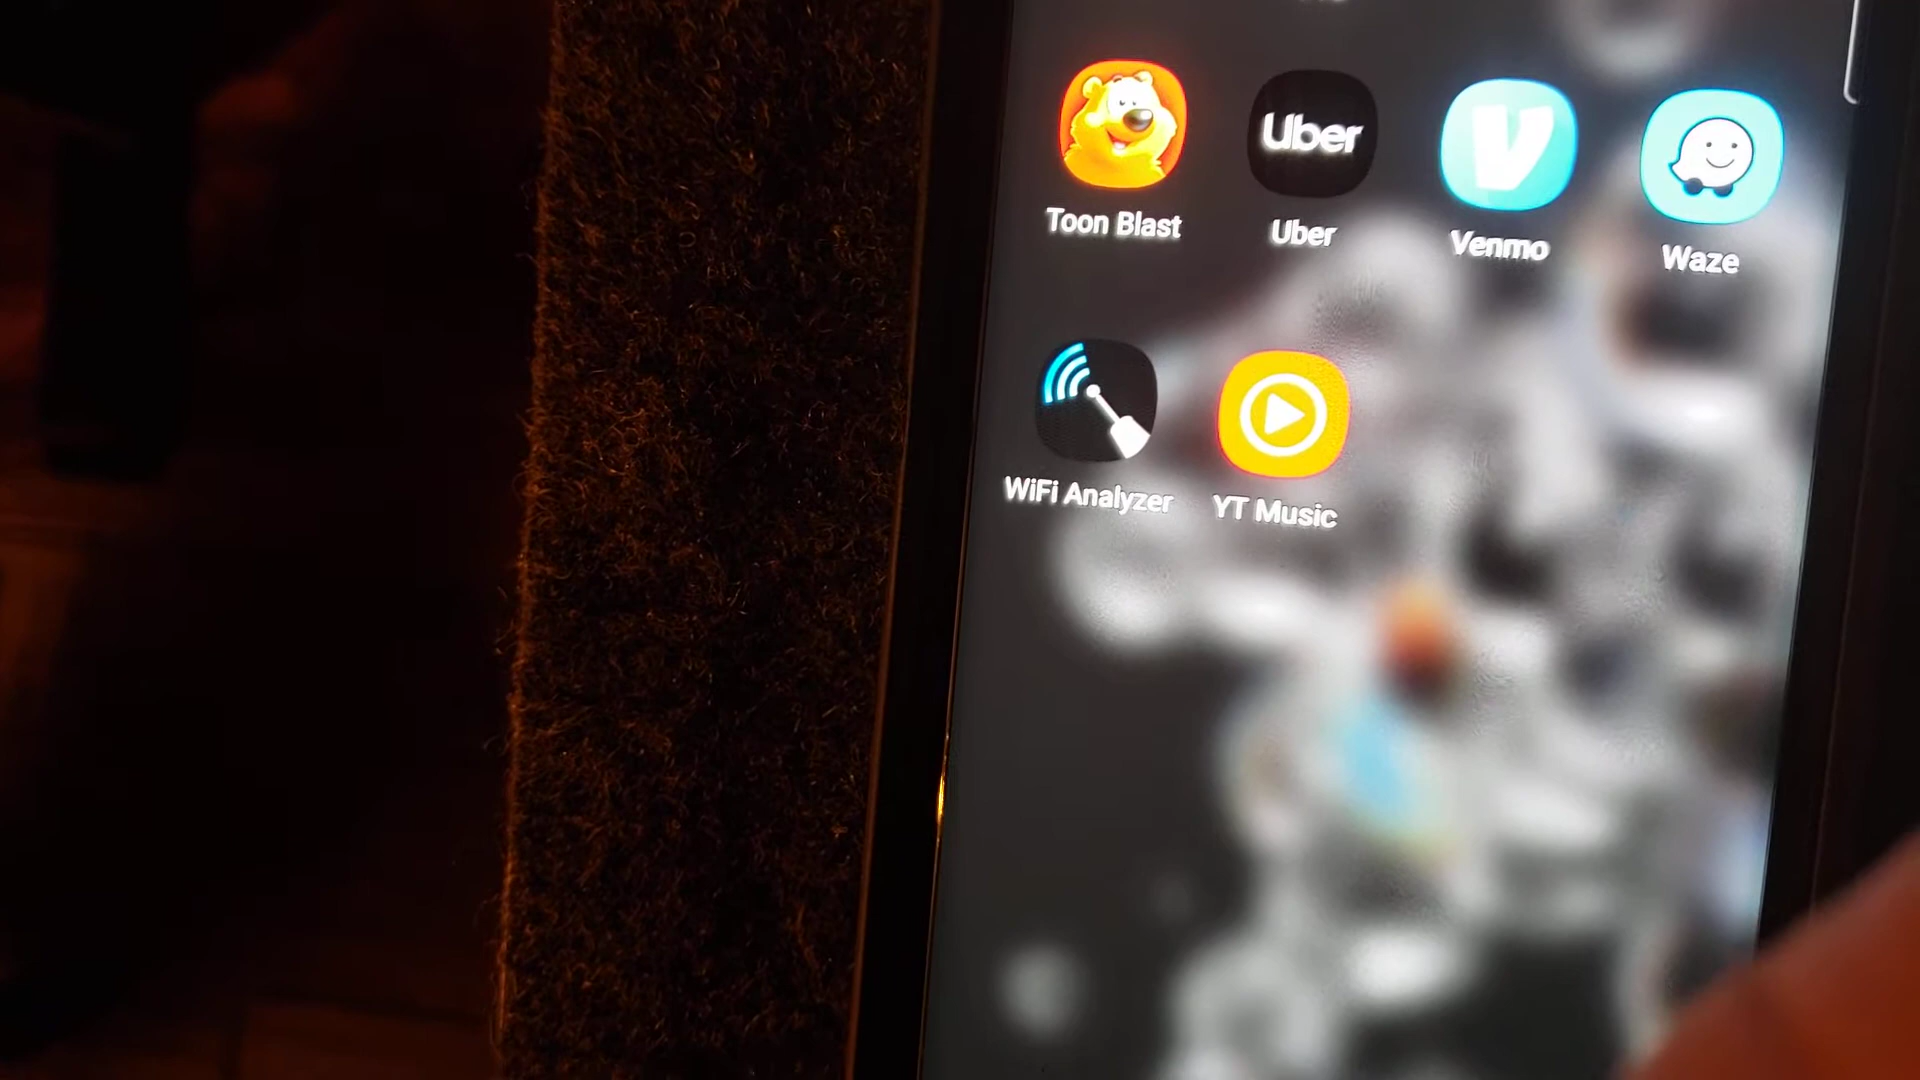 Uber
Toon Blast
Uber
Venmo
Waze
WiFi Analyzer
YT Music